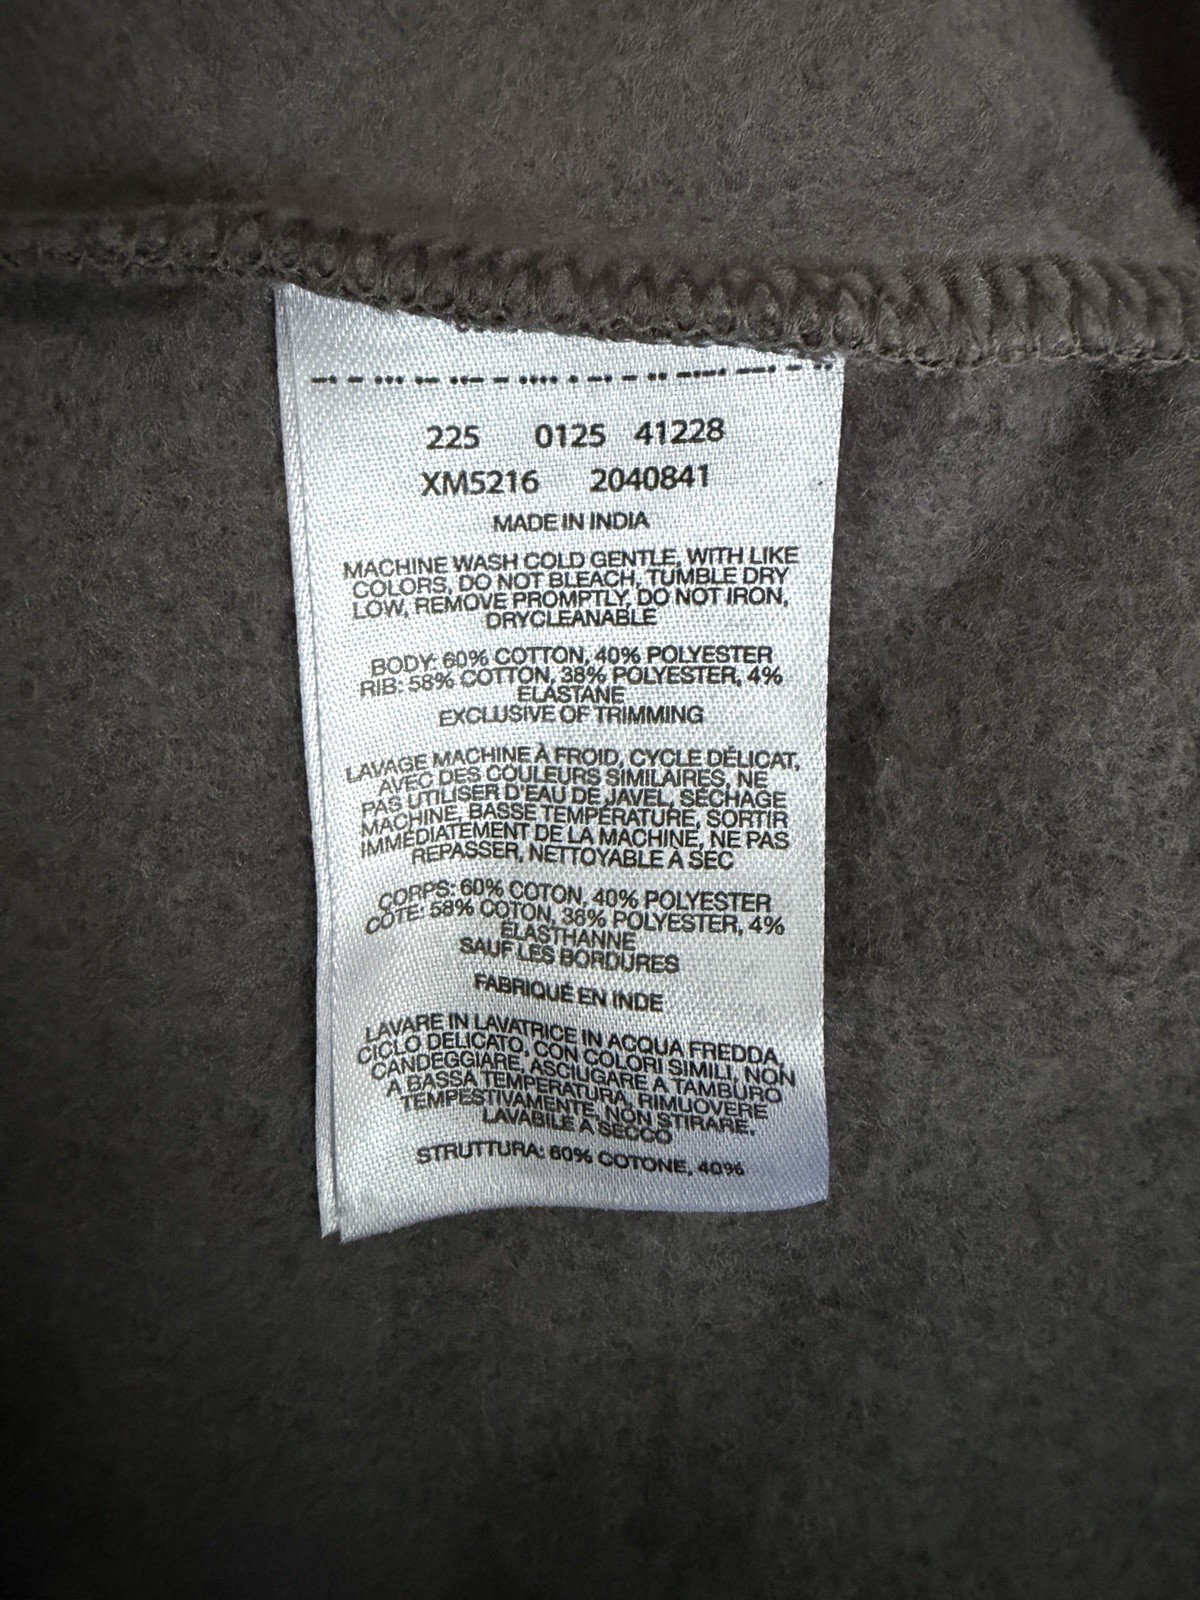 225 0125 41228
XM5216 2040841
MADE IN INDIA
MACHINE WASH COLD GENTLE, WITH LIKE
COLORS, DO NOT BLEACH, TUMBLE DRY
LOW, REMOVE PROMPTLY, DO NOT IRON,
DRYCLEANABLE
BODY: 60% COTTON, 40% POLYESTER
RIB: 58% COTTON, 38% POLYESTER, 4%
ELASTANE
EXCLUSIVE OF TRIMMING
LAVAGE MACHINE À FROID, CYCLE DÉLICAT,
AVEC DES COULEURS SIMILAIRES, NE
PAS UTILISER D'EAU DE JAVEL, SÉCHAGE
MACHINE, BASSE TEMPÉRATURE, SORTIR
IMMÉDIATEMENT DE LA MACHINE, NE PAS
REPASSER, NETTOYABLE À SEC
CORPS: 60% COTON, 40% POLYESTER
CÔTE: 58% COTON, 38% POLYESTER, 4%
ÉLASTHANNE
SAUF LES BORDURES
FABRIQUÉ EN INDE
LAVARE IN LAVATRICE IN ACQUA FREDDA,
CICLO DELICATO, CON COLORI SIMILI, NON
CANDEGGIARE, ASCIUGARE A TAMBURO
A BASSA TEMPERATURA, RIMUOVERE
TEMPESTIVAMENTE, NON STIRARE,
LAVABILE A SECCO
STRUTTURA: 60% COTONE, 40%